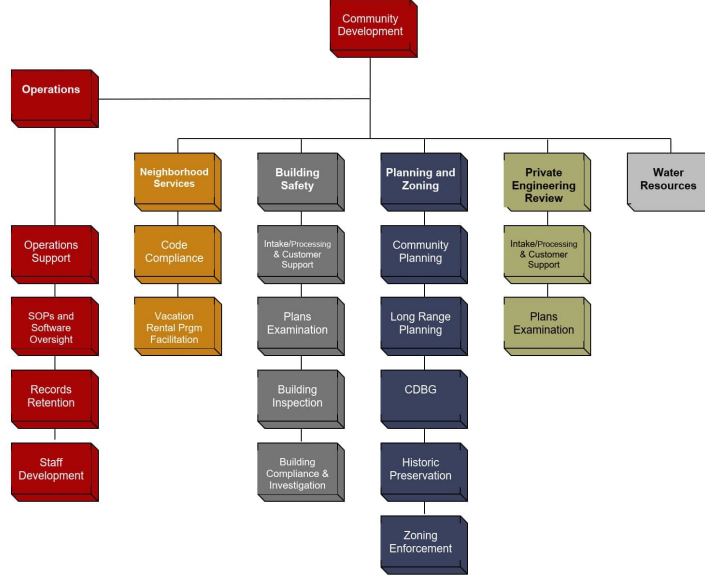 Community
Development
Operations
Neighborhood
Services
Building
Safety
Planning and
Zoning
Private
Engineering
Review
Water
Resources
Operations
Support
Code
Compliance
Intake/Processing
& Customer
Support
Community
Planning
Intake/Processing
& Customer
Support
SOPs and
Software
Oversight
Vacation
Rental Prgm
Facilitation
Plans
Examination
Long Range
Planning
Plans
Examination
Records
Retention
Building
Inspection
CDBG
Staff
Development
Building
Compliance &
Investigation
Historic
Preservation
Zoning
Enforcement